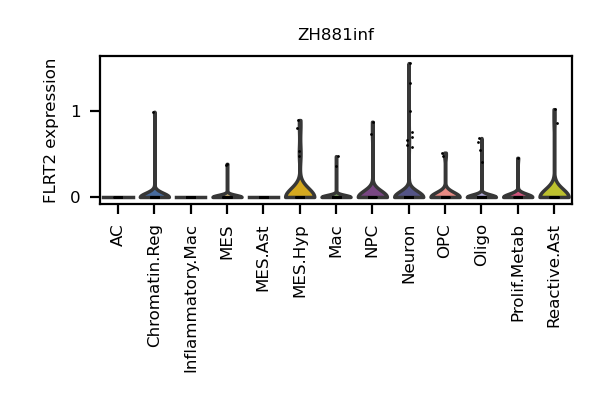 ZH881inf
FLRT2 expression
1
0
AC
Chromatin.Reg
Inflammatory.Mac
MES
MES.Ast
MES.Hyp
Mac
NPC
Neuron
OPC
Oligo
Prolif.Metab
Reactive.Ast